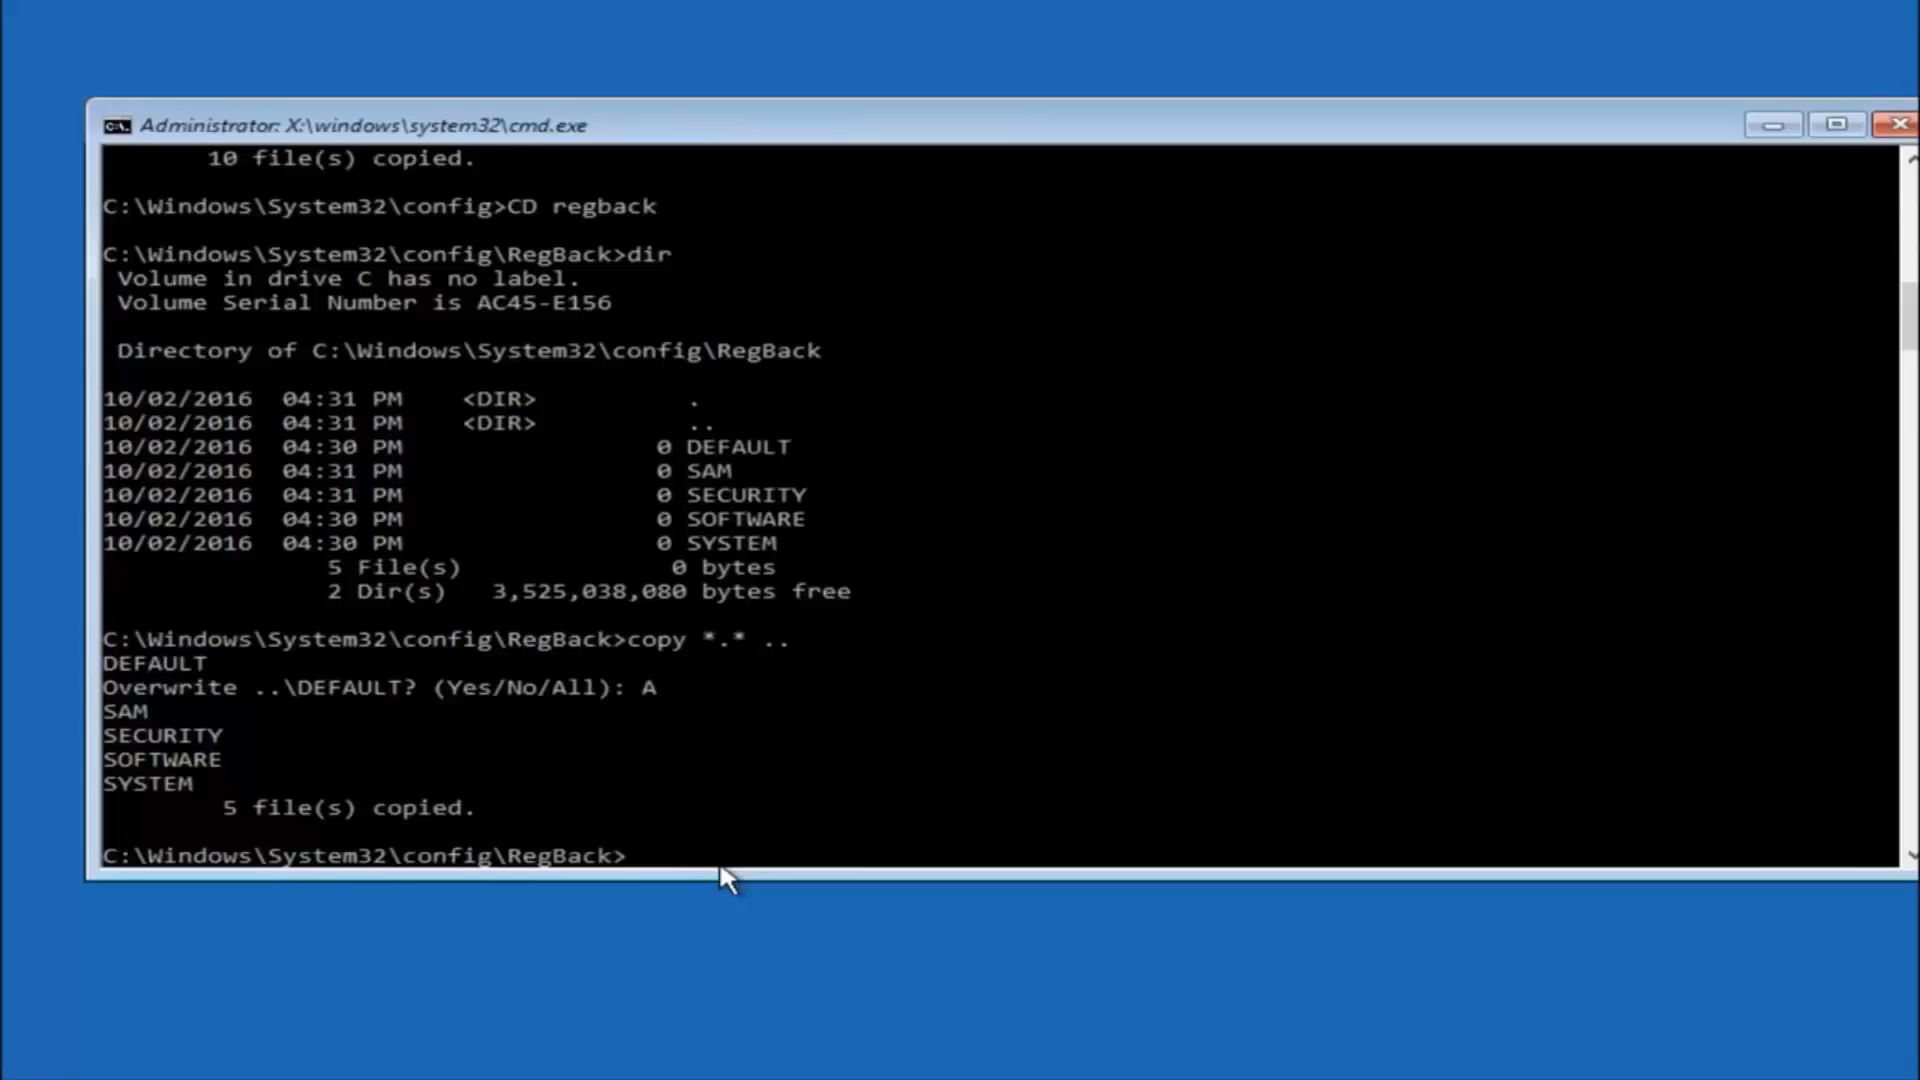 Administrator: X:\windows\system32\cmd.exe
10 file(s) copied.
C:\Windows\System32\config>CD regback
C:\Windows\System32\config\RegBack>dir
Volume in drive C has no label.
Volume Serial Number is AC45-E156
Directory of C:\Windows\System32\config\RegBack
10/02/2016 04:31 PM <DIR> .
10/02/2016 04:31 PM <DIR> ..
10/02/2016 04:30 PM 0 DEFAULT
10/02/2016 04:31 PM 0 SAM
10/02/2016 04:31 PM 0 SECURITY
10/02/2016 04:30 PM 0 SOFTWARE
10/02/2016 04:30 PM 0 SYSTEM
5 File(s) 0 bytes
2 Dir(s) 3,525,038,080 bytes free
C:\Windows\System32\config\RegBack>copy *.* ..
DEFAULT
Overwrite ..\DEFAULT? (Yes/No/All): A
SAM
SECURITY
SOFTWARE
SYSTEM
5 file(s) copied.
C:\Windows\System32\config\RegBack>